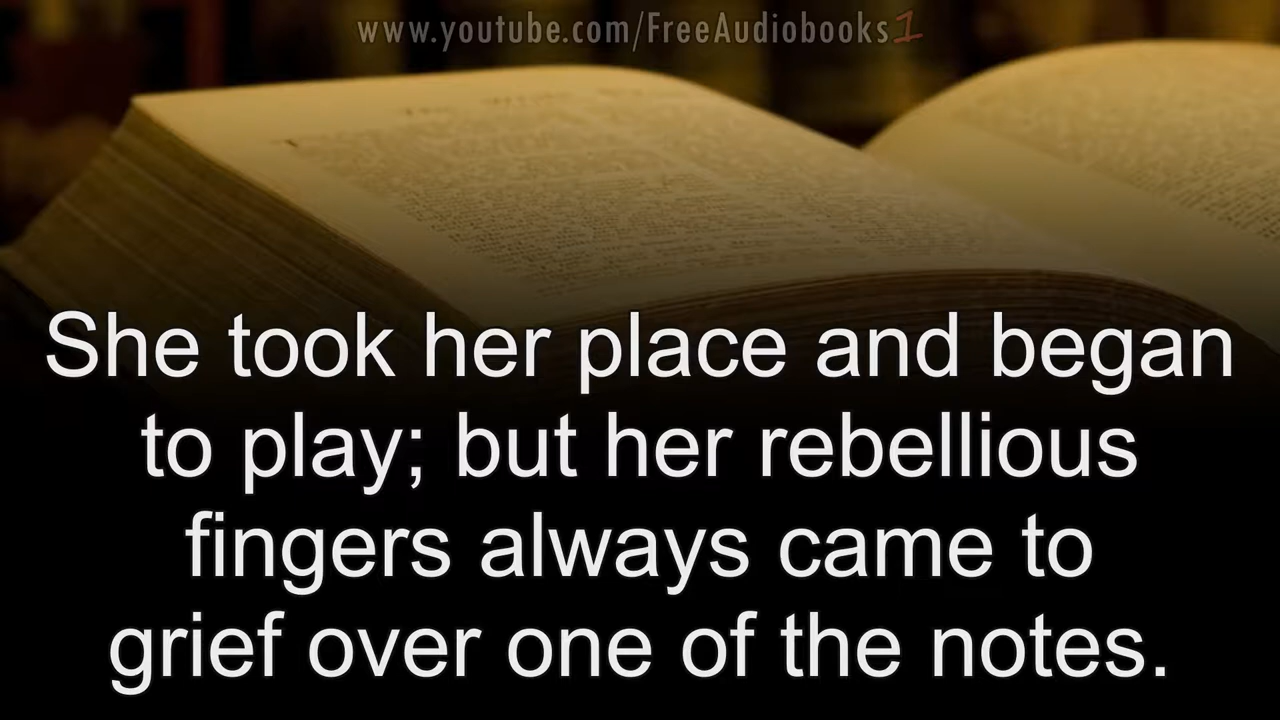 www.youtube.com/FreeAudiobooks1
She took her place and began
to play; but her rebellious
fingers always came to
grief over one of the notes.